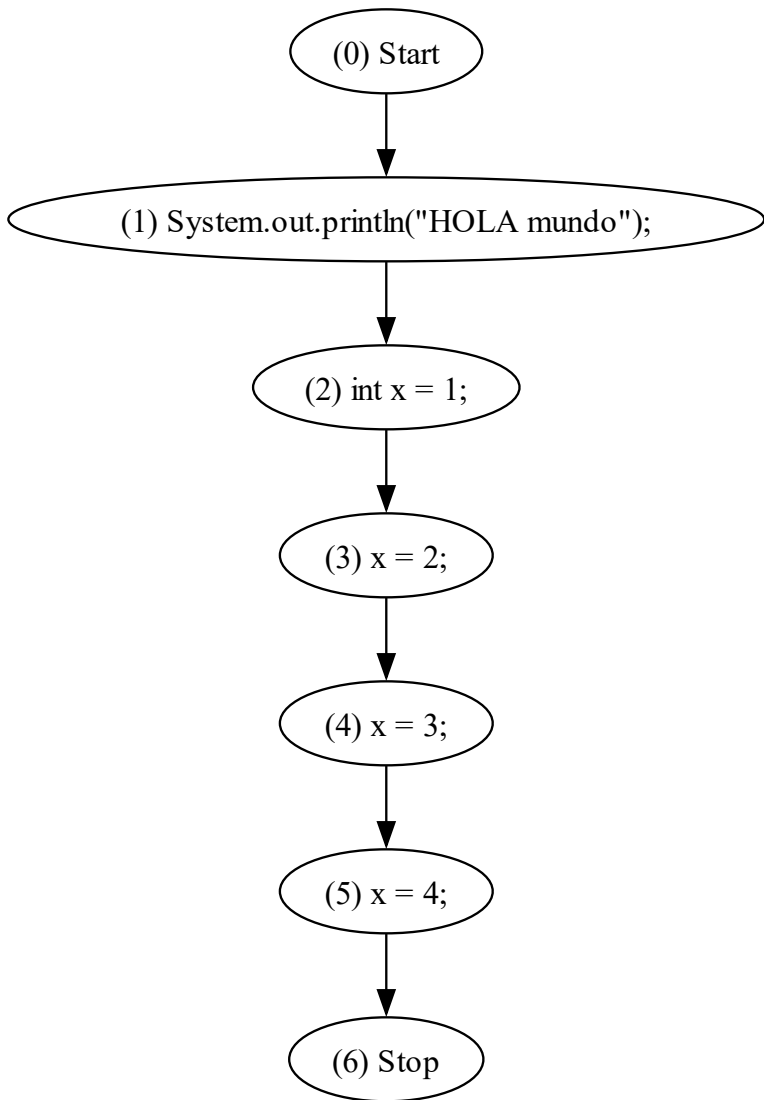 (0) Start
(1) System.out.println("HOLA mundo");
(2) int x = 1;
(3) x = 2;
(4) x = 3;
(5) x = 4;
(6) Stop